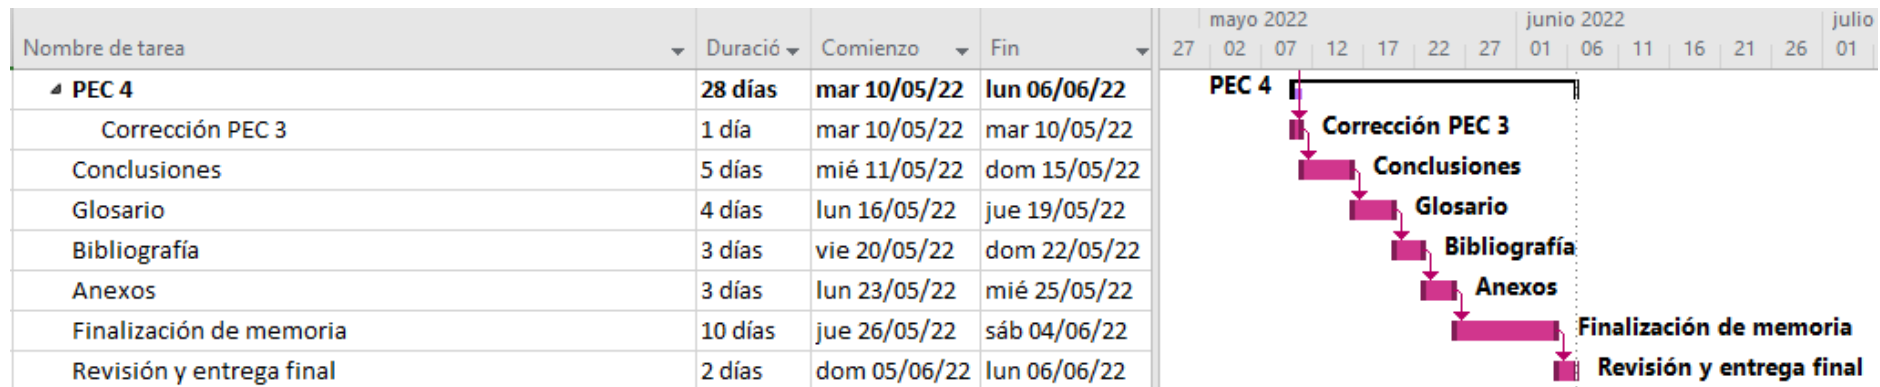 mayo 2022 junio 2022 julio
Nombre de tarea Duració Comienzo Fin 27 02 07 12 17 22 27 01 06 11 16 21 26 01
PEC 4 28 días mar 10/05/22 lun 06/06/22 PEC 4
Corrección PEC 3 1 día mar 10/05/22 mar 10/05/22 Corrección PEC 3
Conclusiones 5 días mié 11/05/22 dom 15/05/22 Conclusiones
Glosario 4 días lun 16/05/22 jue 19/05/22 Glosario
Bibliografía 3 días vie 20/05/22 dom 22/05/22 Bibliografía
Anexos 3 días lun 23/05/22 mié 25/05/22 Anexos
Finalización de memoria 10 días jue 26/05/22 sáb 04/06/22 Finalización de memoria
Revisión y entrega final 2 días dom 05/06/22 lun 06/06/22 Revisión y entrega final